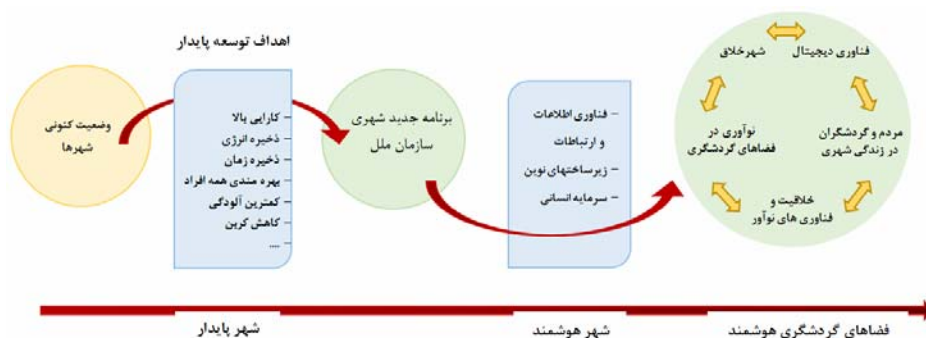 اهداف توسعه پایدار
وضعیت کنونی
شهرها
کارایی بالا –
ذخیره انرژی –
ذخیره زمان –
بهره مندی همه افراد –
کمترین آلودگی –
کاهش کربن –
.... –
برنامه جدید شهری
سازمان ملل
– فناوری اطلاعات
و ارتباطات
– زیرساختهای نوین
– سرمایه انسانی
فناوری دیجیتال
شهرخلاق
مردم و گردشگران
در زندگی شهری
نوآوری در
فضاهای گردشگری
خلاقیت و
فناوری های نوآور
شهر پایدار
شهر هوشمند
فضاهای گردشگری هوشمند